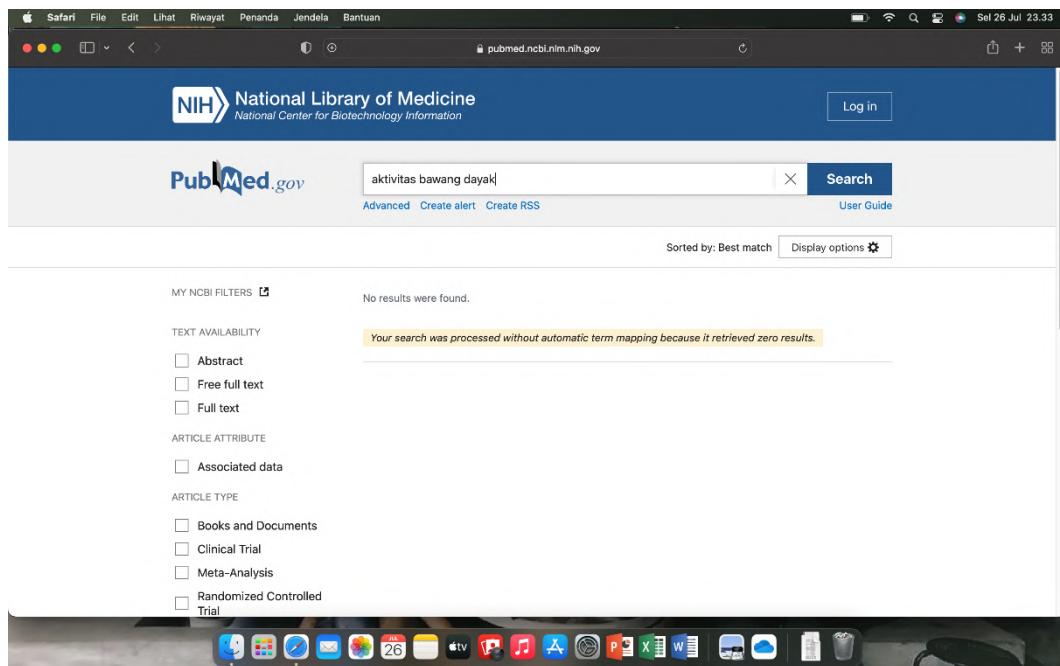 Safari File Edit Lihat Riwayat Penanda Jendela Bantuan Sel 26 Jul 23.33
pubmed.ncbi.nlm.nih.gov
NIH National Library of Medicine
National Center for Biotechnology Information
Log in
PubMed.gov
aktivitas bawang dayak
Search
Advanced Create alert Create RSS
User Guide
Sorted by: Best match
Display options
MY NCBI FILTERS
No results were found.
TEXT AVAILABILITY
Your search was processed without automatic term mapping because it retrieved zero results.
Abstract
Free full text
Full text
ARTICLE ATTRIBUTE
Associated data
ARTICLE TYPE
Books and Documents
Clinical Trial
Meta-Analysis
Randomized Controlled
Trial
JUL
26
tv
P
X
W